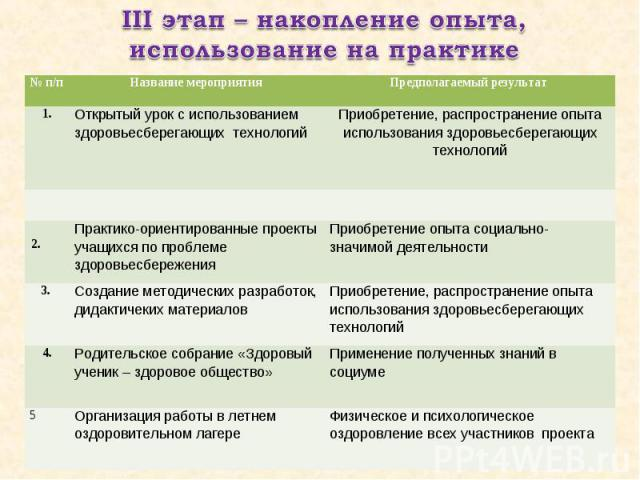 III этап – накопление опыта,
использование на практике
№ п/п Название мероприятия Предполагаемый результат
1. Открытый урок с использованием
здоровьесберегающих технологий
Приобретение, распространение опыта
использования здоровьесберегающих
технологий
2. Практико-ориентированные проекты
учащихся по проблеме
здоровьесбережения
Приобретение опыта социально-
значимой деятельности
3. Создание методических разработок,
дидактичеких материалов
Приобретение, распространение опыта
использования здоровьесберегающих
технологий
4. Родительское собрание «Здоровый
ученик – здоровое общество»
Применение полученных знаний в
социуме
5 Организация работы в летнем
оздоровительном лагере
Физическое и психологическое
оздоровление всех участников проекта
PPt4WEB.ru